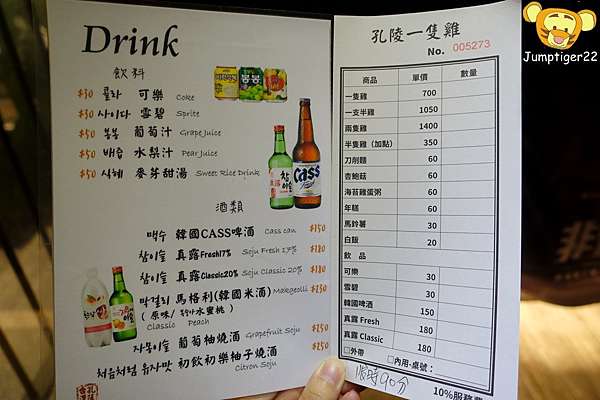 Drink
飲料
$30 콜라 可樂 Coke
$30 사이다 雪碧 Sprite
$50 봉봉 葡萄汁 Grape Juice
$50 배숩 水梨汁 Pear Juice
$50 식혜 麥芽甜湯 Sweet Rice Drink
酒類
맥주 韓國CASS啤酒 Cass can $150
참이슬 真露Fresh17% Soju Fresh 17% $180
참이슬 真露Classic20% Soju Classic 20% $180
막걸리 馬格利(韓國米酒) Makgeolli $250
(原味/ 水蜜桃)
Classic Peach
자몽이슬 葡萄柚燒酒 Grapefruit Soju $250
처음처럼 유자맛 初飲初樂柚子燒酒 $250
Citron Soju
Cass
孔陵一隻雞
No. 005273
商品 單價 數量
一隻雞 700
一支半雞 1050
兩隻雞 1400
半隻雞(加點) 350
刀削麵 60
杏鮑菇 60
海苔雞蛋粥 60
年糕 60
馬鈴薯 30
白飯 20
飲 品
可樂 30
雪碧 30
韓國啤酒 150
真露 Fresh 180
真露 Classic 180
□外帶 □內用-桌號:
限時90分
10%服務費
Jumptiger22